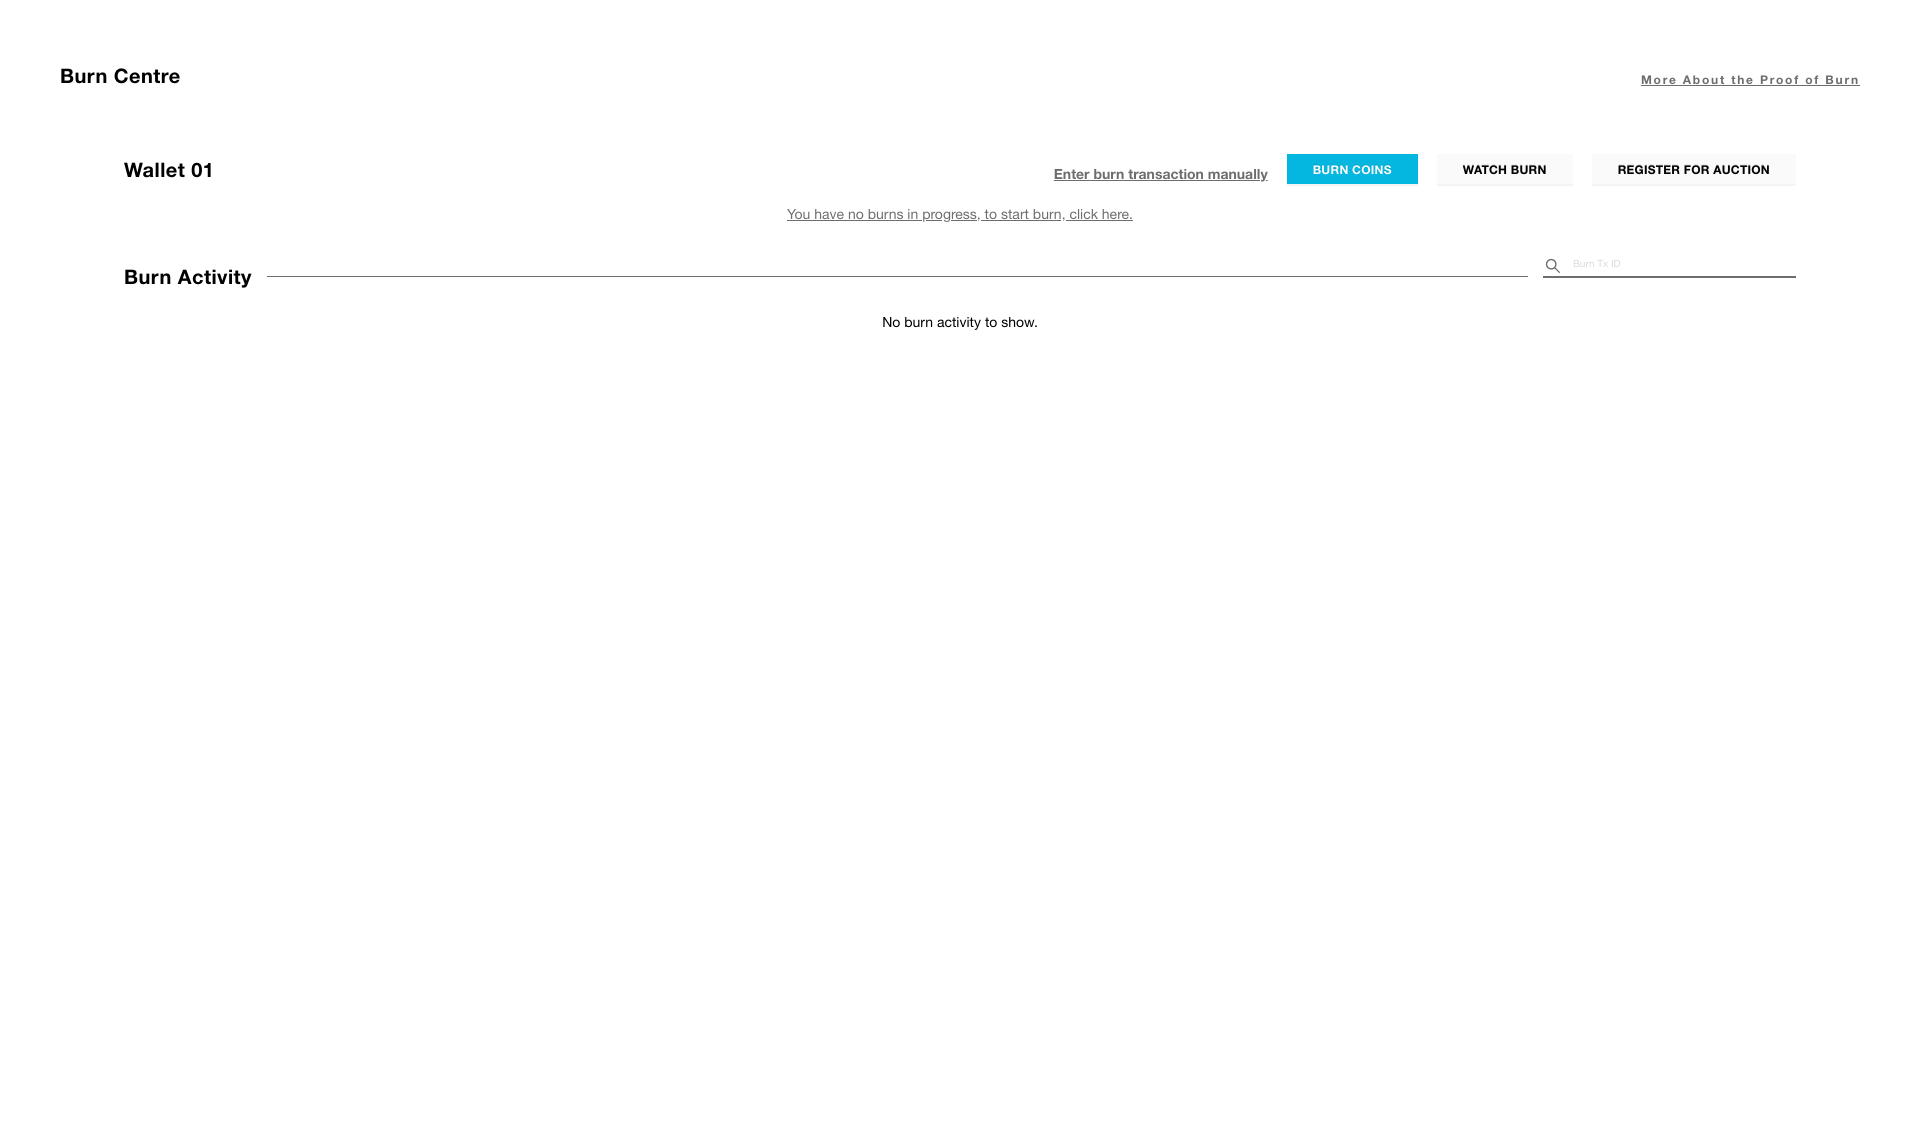 Burn Centre
More About the Proof of Burn
Wallet 01
Enter burn transaction manually
BURN COINS
WATCH BURN
REGISTER FOR AUCTION
You have no burns in progress, to start burn, click here.
Burn Activity
Burn Tx ID
No burn activity to show.